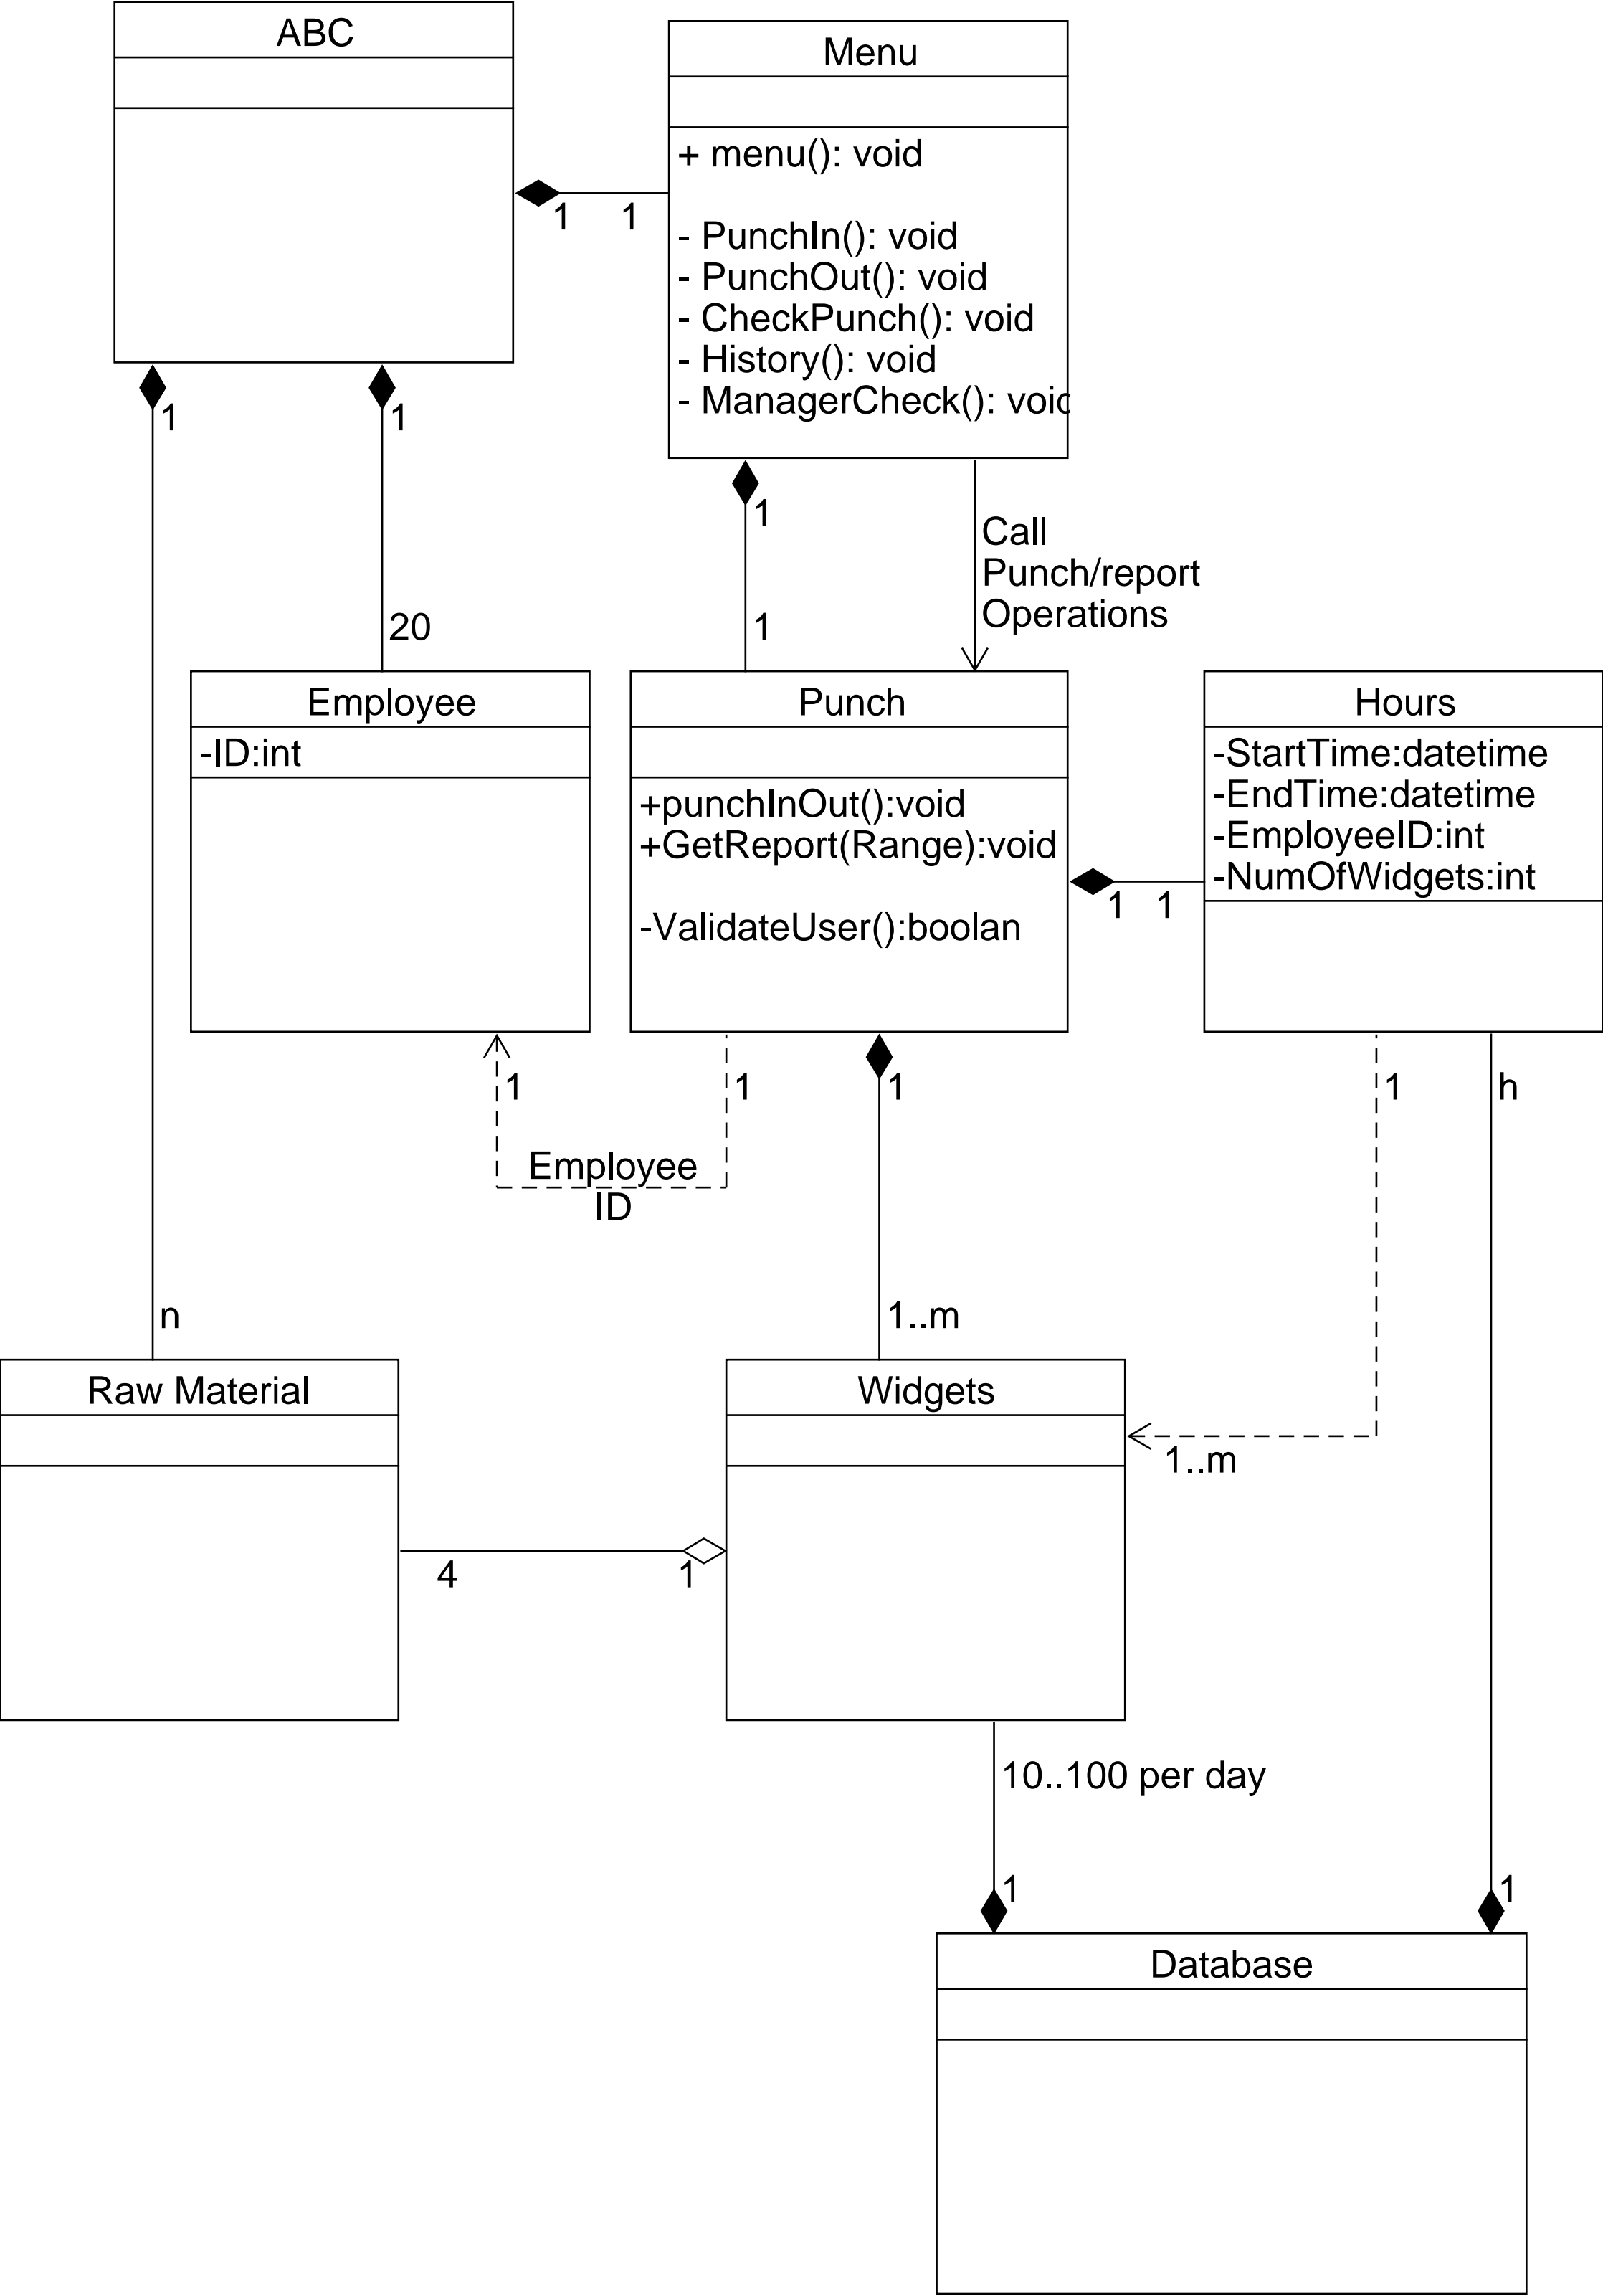 ABC
Menu
+ menu(): void
- PunchIn(): void
- PunchOut(): void
- CheckPunch(): void
- History(): void
- ManagerCheck(): void
1 1
1
1
1
Call
Punch/report
Operations
20
1
Employee
-ID:int
Punch
+punchInOut():void
+GetReport(Range):void
-ValidateUser():boolan
Hours
-StartTime:datetime
-EndTime:datetime
-EmployeeID:int
-NumOfWidgets:int
1 1
1
1
1
1
h
Employee
ID
n
1..m
Raw Material
Widgets
1..m
4
1
10..100 per day
1
1
Database